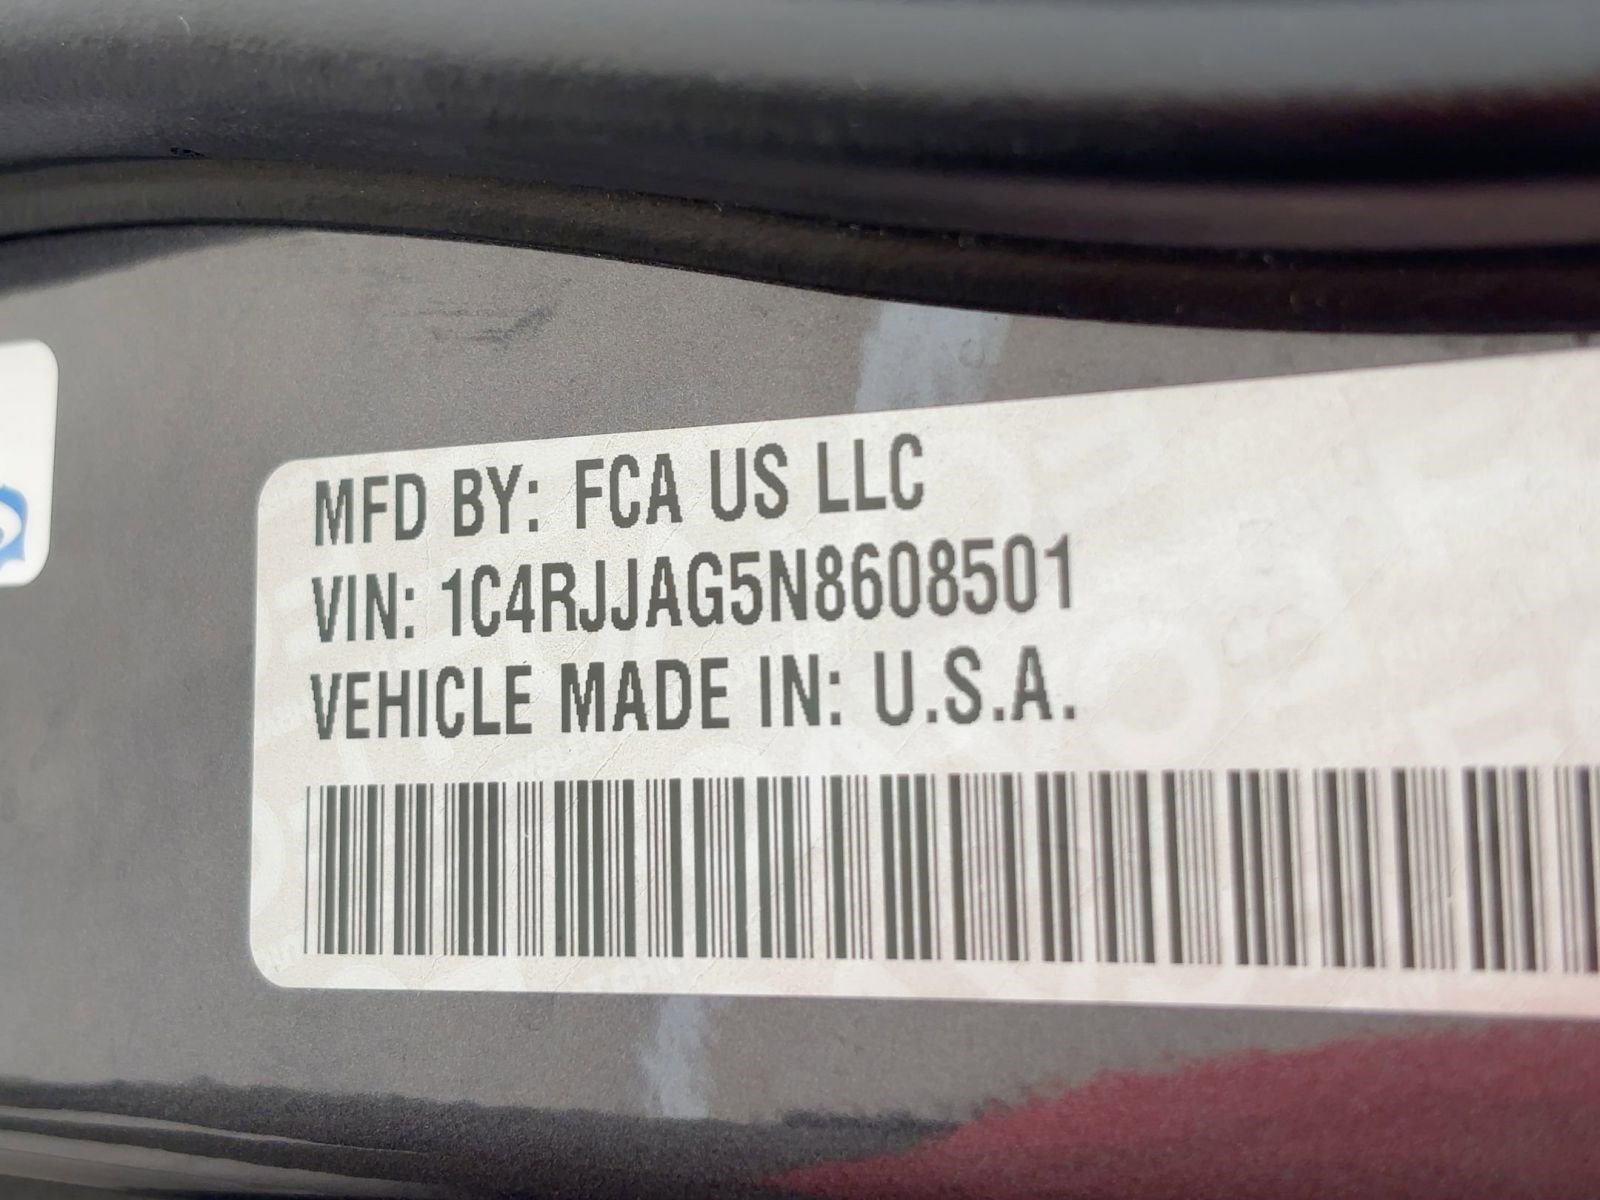 MFD BY: FCA US LLC
VIN: 1C4RJJAG5N8608501
VEHICLE MADE IN: U.S.A.